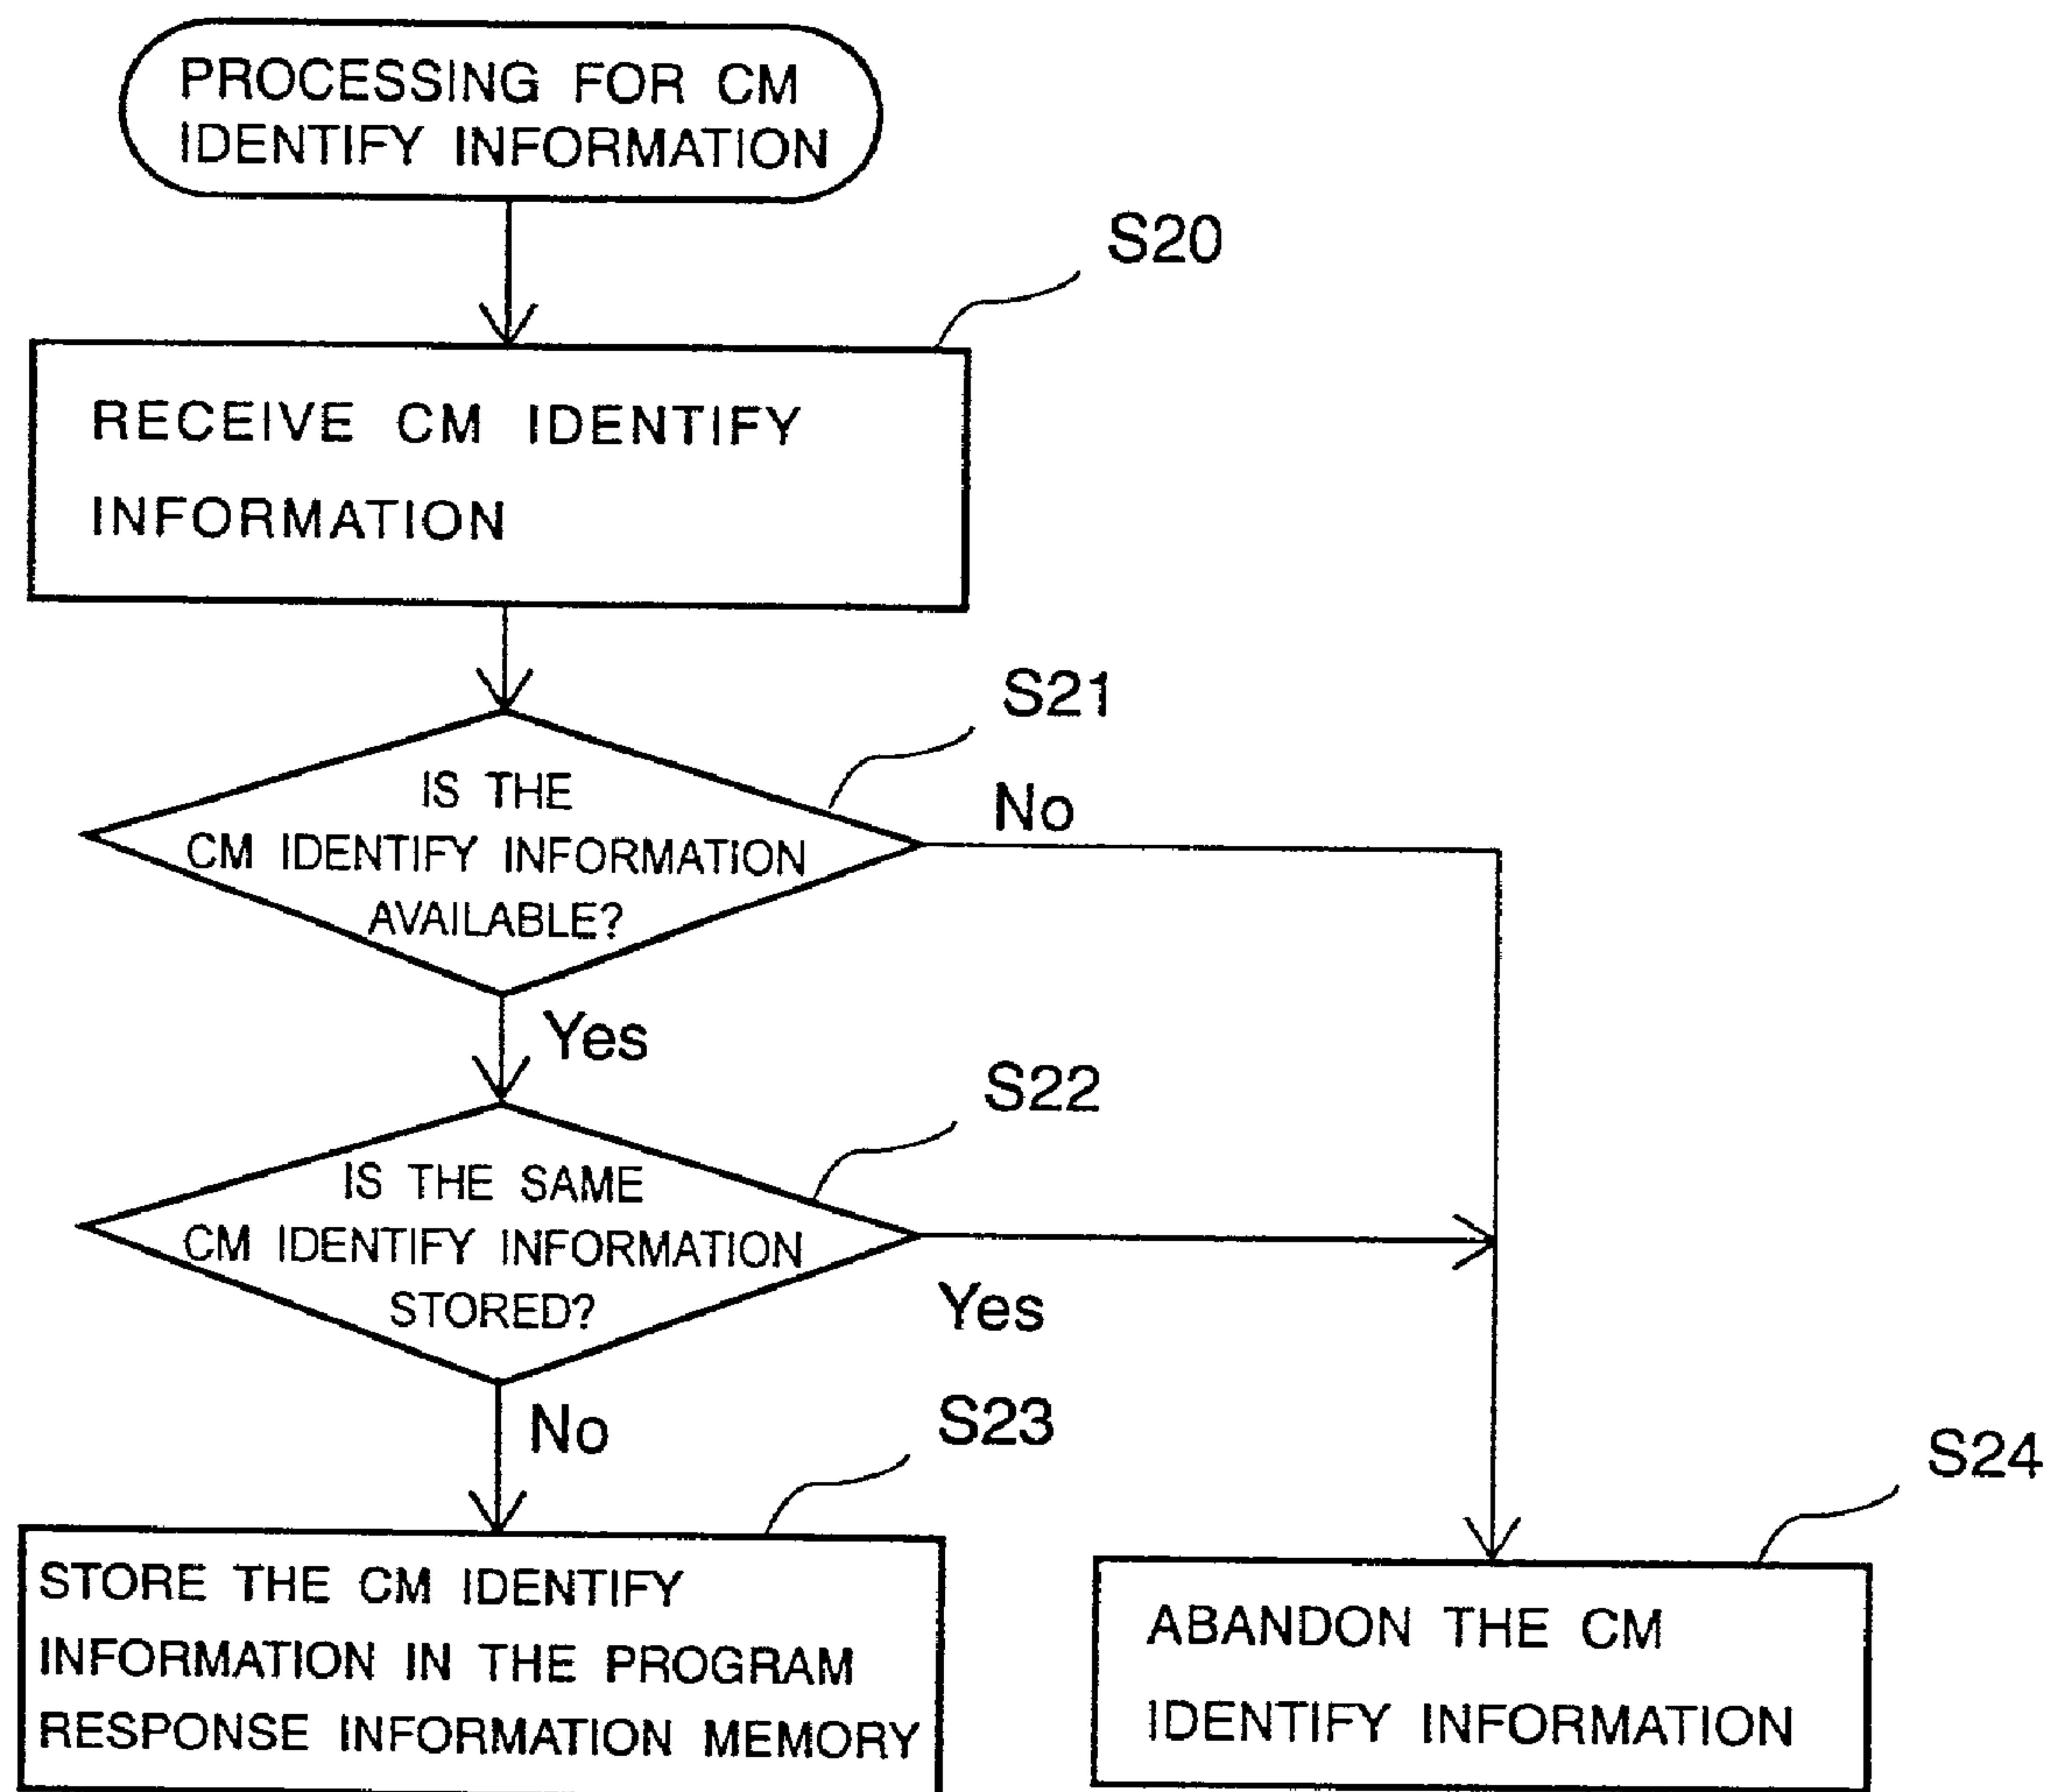 PROCESSING FOR CM
IDENTIFY INFORMATION
S20
RECEIVE CM IDENTIFY
INFORMATION
S21
IS THE
CM IDENTIFY INFORMATION
AVAILABLE?
No
Yes
S22
IS THE SAME
CM IDENTIFY INFORMATION
STORED?
Yes
No
S23
STORE THE CM IDENTIFY
INFORMATION IN THE PROGRAM
RESPONSE INFORMATION MEMORY
S24
ABANDON THE CM
IDENTIFY INFORMATION